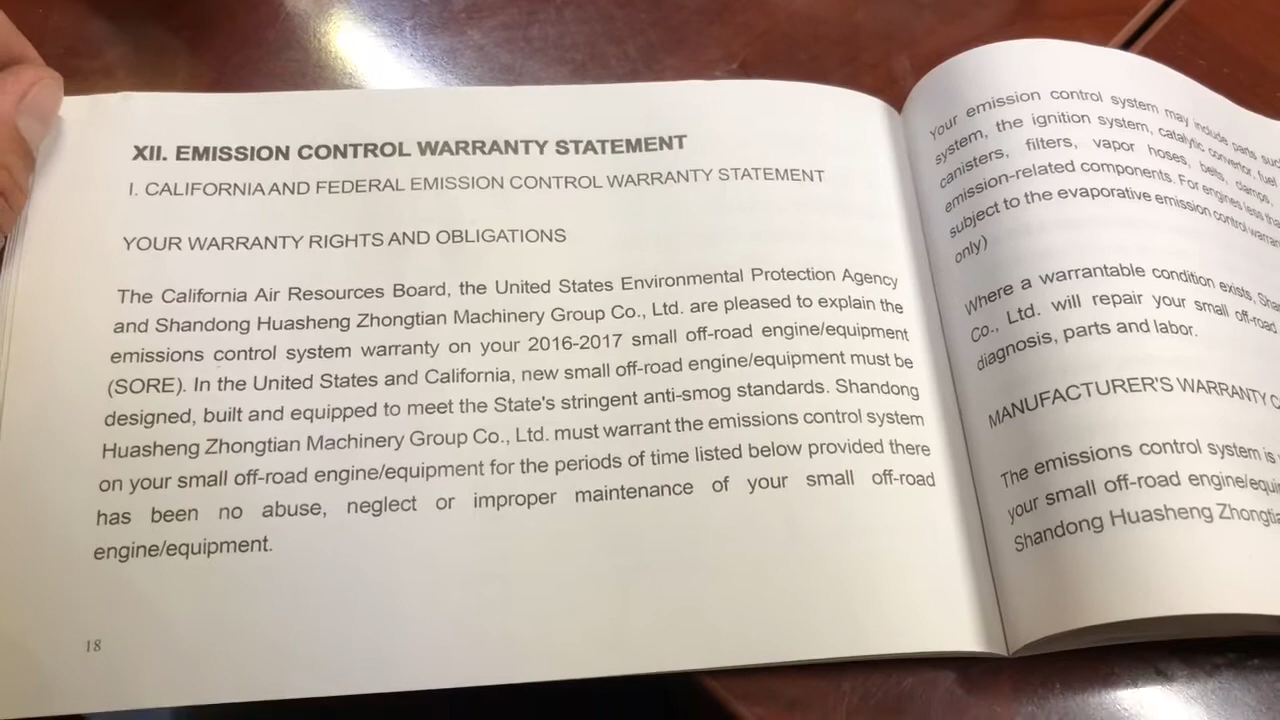 XII. EMISSION CONTROL WARRANTY STATEMENT
I. CALIFORNIA AND FEDERAL EMISSION CONTROL WARRANTY STATEMENT
YOUR WARRANTY RIGHTS AND OBLIGATIONS
The California Air Resources Board, the United States Environmental Protection Agency
and Shandong Huasheng Zhongtian Machinery Group Co., Ltd. are pleased to explain the
emissions control system warranty on your 2016-2017 small off-road engine/equipment
(SORE). In the United States and California, new small off-road engine/equipment must be
designed, built and equipped to meet the State's stringent anti-smog standards. Shandong
Huasheng Zhongtian Machinery Group Co., Ltd. must warrant the emissions control system
on your small off-road engine/equipment for the periods of time listed below provided there
has been no abuse, neglect or improper maintenance of your small off-road
engine/equipment.
18
Your emission control system may include parts suc
system, the ignition system, catalytic convertor, fuel
canisters, filters, vapor hoses, belts, clamps,
emission-related components. For engines less tha
subject to the evaporative emission control warran
only)
Where a warrantable condition exists, Sha
Co., Ltd. will repair your small off-road
diagnosis, parts and labor.
MANUFACTURER'S WARRANTY C
The emissions control system is
your small off-road engine/equi
Shandong Huasheng Zhongtia